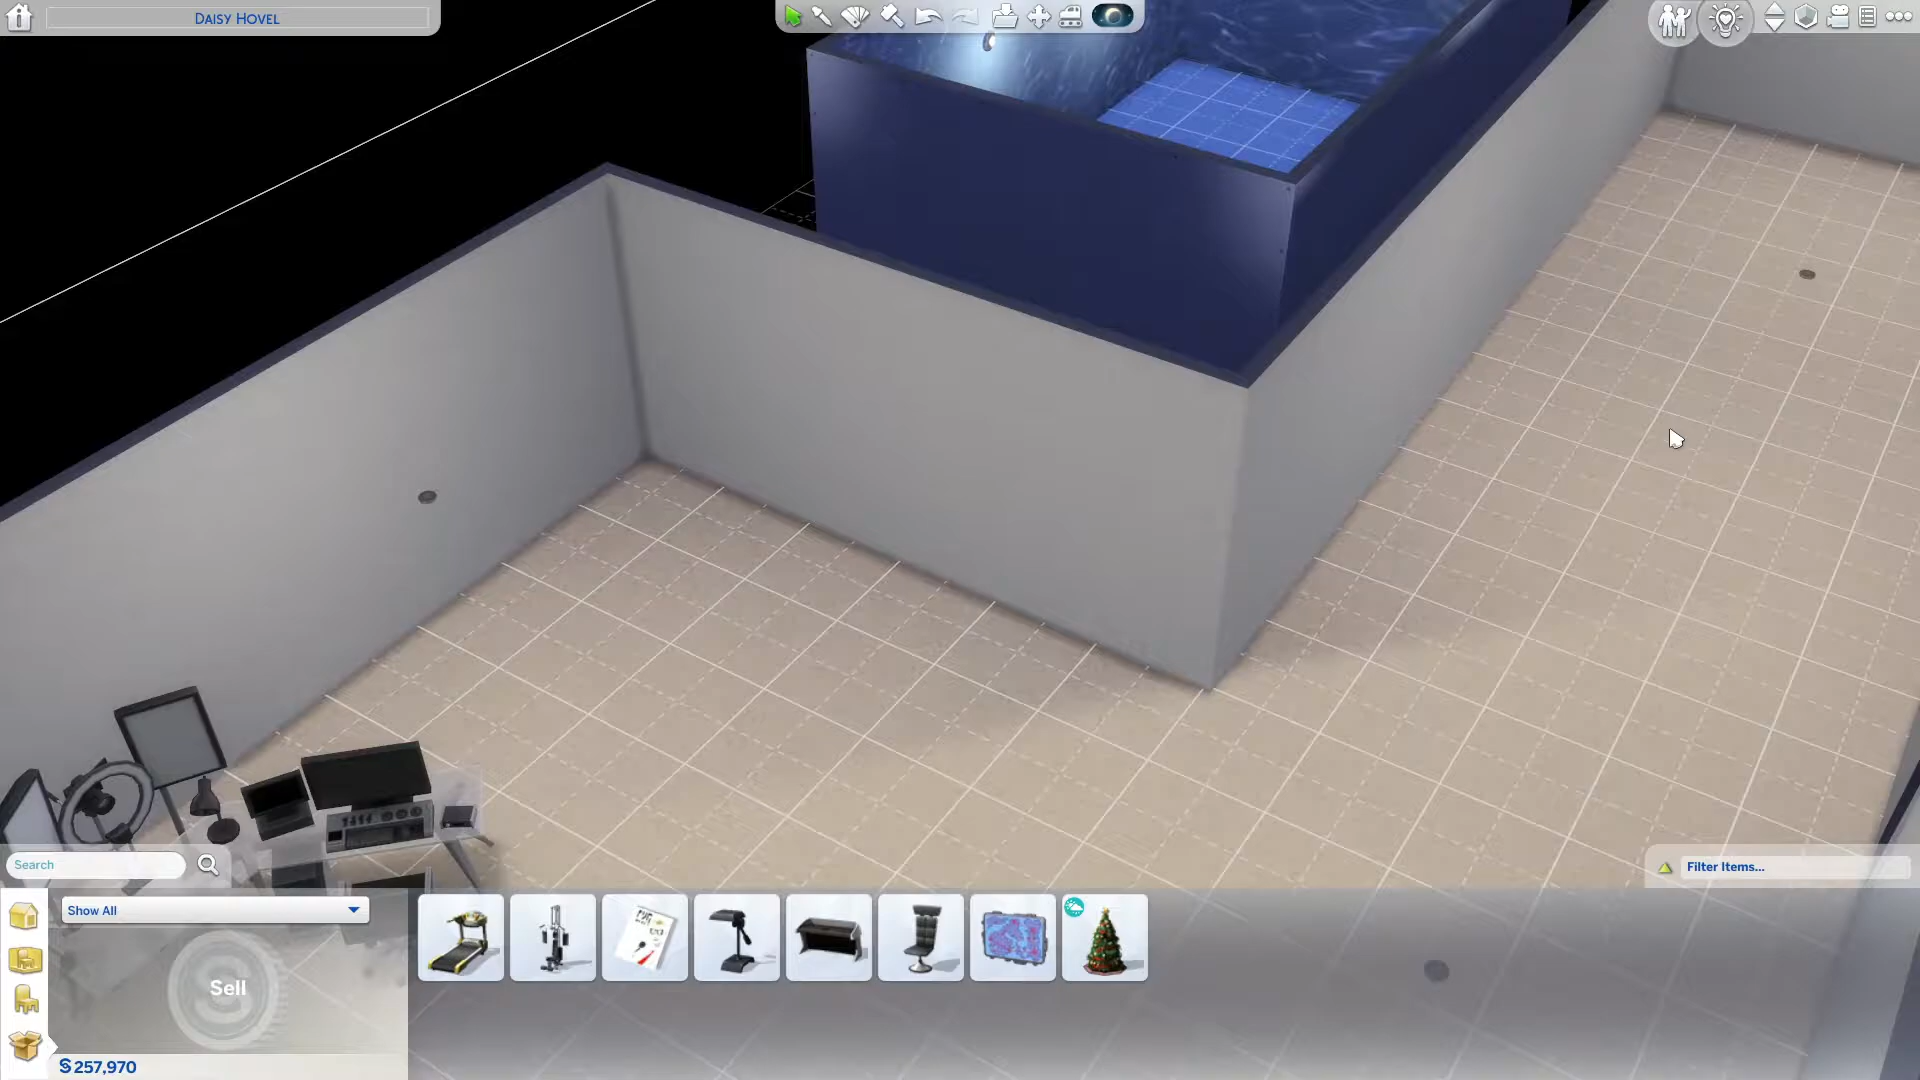 DAISY HOVEL
Search
Filter Items...
Show All
Sell
§257,970